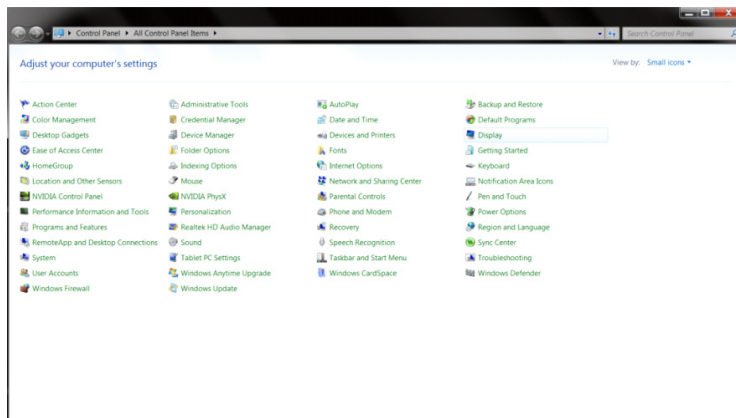 Control Panel All Control Panel Items
Search Control Panel
Adjust your computer's settings
View by: Small icons
Action Center Administrative Tools AutoPlay Backup and Restore
Color Management Credential Manager Date and Time Default Programs
Desktop Gadgets Device Manager Devices and Printers Display
Ease of Access Center Folder Options Fonts Getting Started
HomeGroup Indexing Options Internet Options Keyboard
Location and Other Sensors Mouse Network and Sharing Center Notification Area Icons
NVIDIA Control Panel NVIDIA PhysX Parental Controls Pen and Touch
Performance Information and Tools Personalization Phone and Modem Power Options
Programs and Features Realtek HD Audio Manager Recovery Region and Language
RemoteApp and Desktop Connections Sound Speech Recognition Sync Center
System Tablet PC Settings Taskbar and Start Menu Troubleshooting
User Accounts Windows Anytime Upgrade Windows CardSpace Windows Defender
Windows Firewall Windows Update